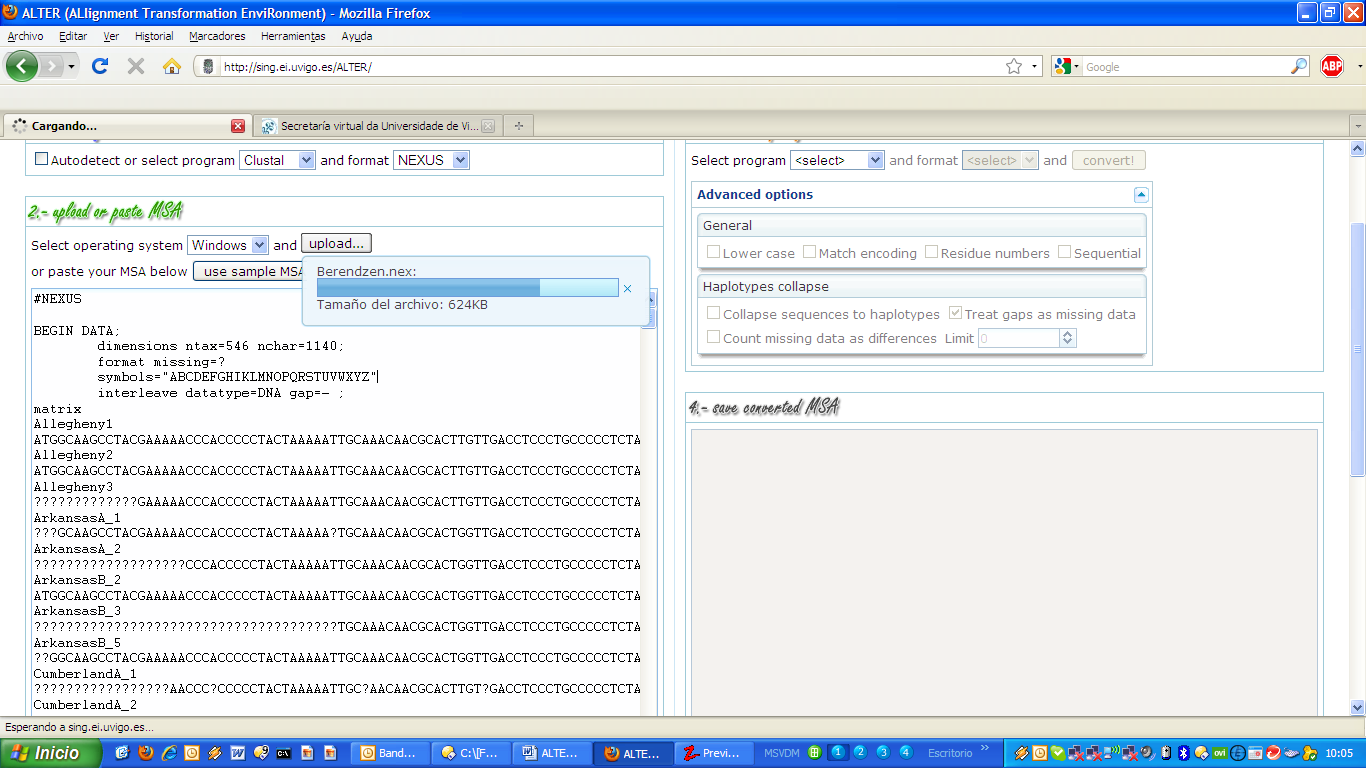 ALTER (ALlignment Transformation EnviRonment) - Mozilla Firefox
Archivo Editar Ver Historial Marcadores Herramientas Ayuda
http://sing.ei.uvigo.es/ALTER/
Google
ABP
Cargando...
Secretaría virtual da Universidade de Vi...
Autodetect or select program Clustal and format NEXUS
2.- upload or paste MSA
Select operating system Windows and upload...
or paste your MSA below use sample MSA
Berendzen.nex:
Tamaño del archivo: 624KB
#NEXUS
BEGIN DATA;
dimensions ntax=546 nchar=1140;
format missing=?
symbols="ABCDEFGHIKLMNOPQRSTUVWXYZ"
interleave datatype=DNA gap=- ;
matrix
Allegheny1
ATGGCAAGCCTACGAAAAACCCACCCCCTACTAAAAATTGCAAACAACGCACTTGTTGACCTCCCTGCCCCCTCTA
Allegheny2
ATGGCAAGCCTACGAAAAACCCACCCCCTACTAAAAATTGCAAACAACGCACTTGTTGACCTCCCTGCCCCCTCTA
Allegheny3
?????????????GAAAAACCCACCCCCTACTAAAAATTGCAAACAACGCACTTGTTGACCTCCCTGCCCCCTCTA
ArkansasA_1
???GCAAGCCTACGAAAAACCCACCCCCTACTAAAAA?TGCAAACAACGCACTGGTTGACCTCCCTGCCCCCTCTA
ArkansasA_2
???????????????????CCCACCCCCTACTAAAAATTGCAAACAACGCACTGGTTGACCTCCCTGCCCCCTCTA
ArkansasB_2
ATGGCAAGCCTACGAAAAACCCACCCCCTACTAAAAATTGCAAACAACGCACTGGTTGACCTCCCTGCCCCCTCTA
ArkansasB_3
??????????????????????????????????????TGCAAACAACGCACTGGTTGACCTCCCTGCCCCCTCTA
ArkansasB_5
??GGCAAGCCTACGAAAAACCCACCCCCTACTAAAAATTGCAAACAACGCACTGGTTGACCTCCCTGCCCCCTCTA
CumberlandA_1
?????????????????AACCC?CCCCCTACTAAAAATTGC?AACAACGCACTTGT?GACCTCCCTGCCCCCTCTA
CumberlandA_2
Select program <select> and format <select> and convert!
Advanced options
General
Lower case Match encoding Residue numbers Sequential
Haplotypes collapse
Collapse sequences to haplotypes Treat gaps as missing data
Count missing data as differences Limit 0
4.- save converted MSA
Esperando a sing.ei.uvigo.es...
Inicio Band... C:\[F... ALTE... ALTE... Previ... MSVDM 1 2 3 4 Escritorio » ovi 10:05